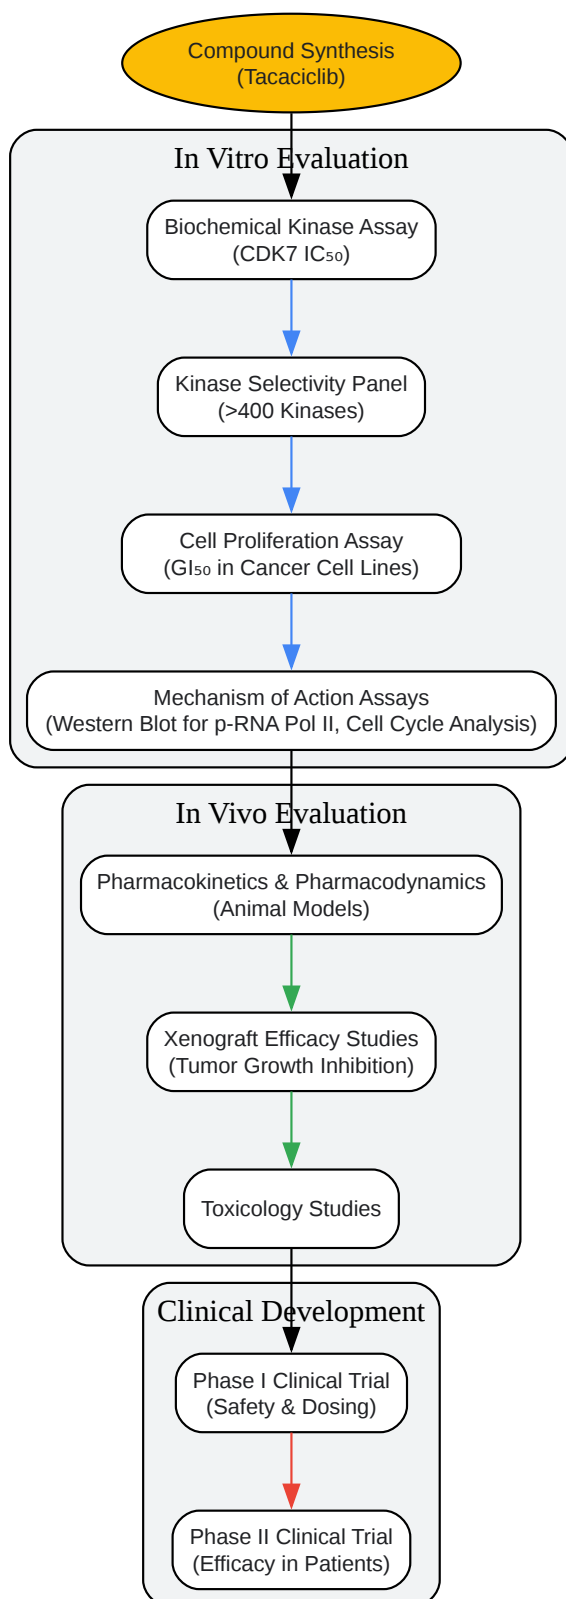 Compound Synthesis
(Tacaciclib)
In Vitro Evaluation
Biochemical Kinase Assay
(CDK7 IC₅₀)
Kinase Selectivity Panel
(>400 Kinases)
Cell Proliferation Assay
(GI₅₀ in Cancer Cell Lines)
Mechanism of Action Assays
(Western Blot for p-RNA Pol II, Cell Cycle Analysis)
In Vivo Evaluation
Pharmacokinetics & Pharmacodynamics
(Animal Models)
Xenograft Efficacy Studies
(Tumor Growth Inhibition)
Toxicology Studies
Clinical Development
Phase I Clinical Trial
(Safety & Dosing)
Phase II Clinical Trial
(Efficacy in Patients)